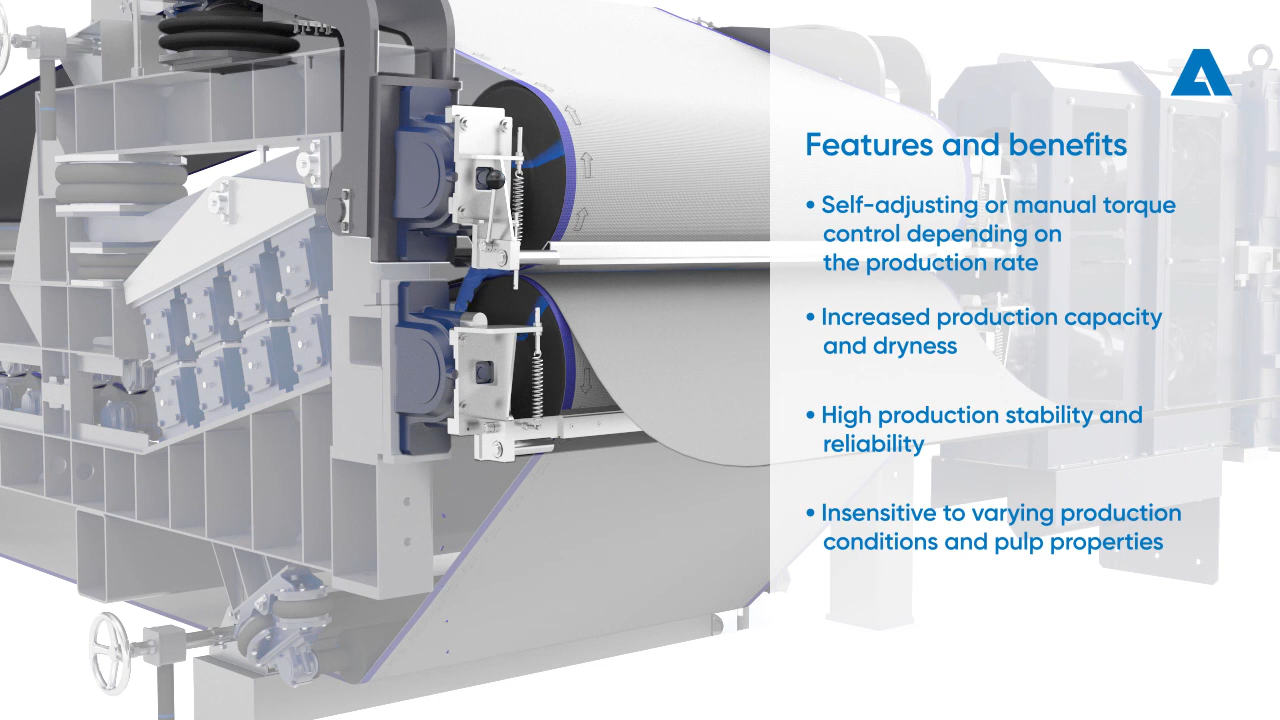 Features and benefits
• Self-adjusting or manual torque
control depending on
the production rate
• Increased production capacity
and dryness
• High production stability and
reliability
• Insensitive to varying production
conditions and pulp properties